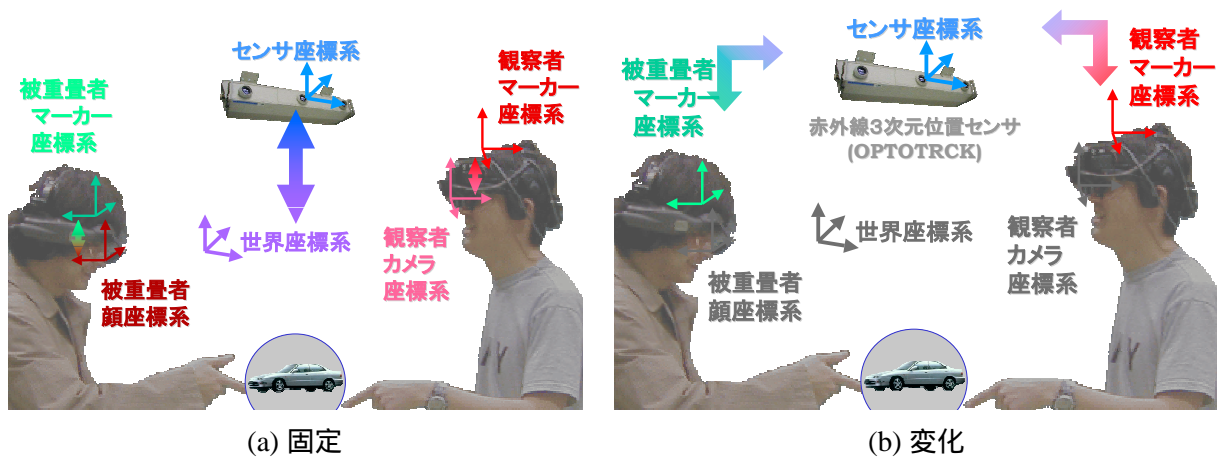 センサ座標系
被重畳者
マーカー
座標系
観察者
マーカー
座標系
世界座標系
観察者
カメラ
座標系
被重畳者
顔座標系
(a) 固定
センサ座標系
被重畳者
マーカー
座標系
観察者
マーカー
座標系
赤外線3次元位置センサ
(OPTOTRCK)
世界座標系
観察者
カメラ
座標系
被重畳者
顔座標系
(b) 変化